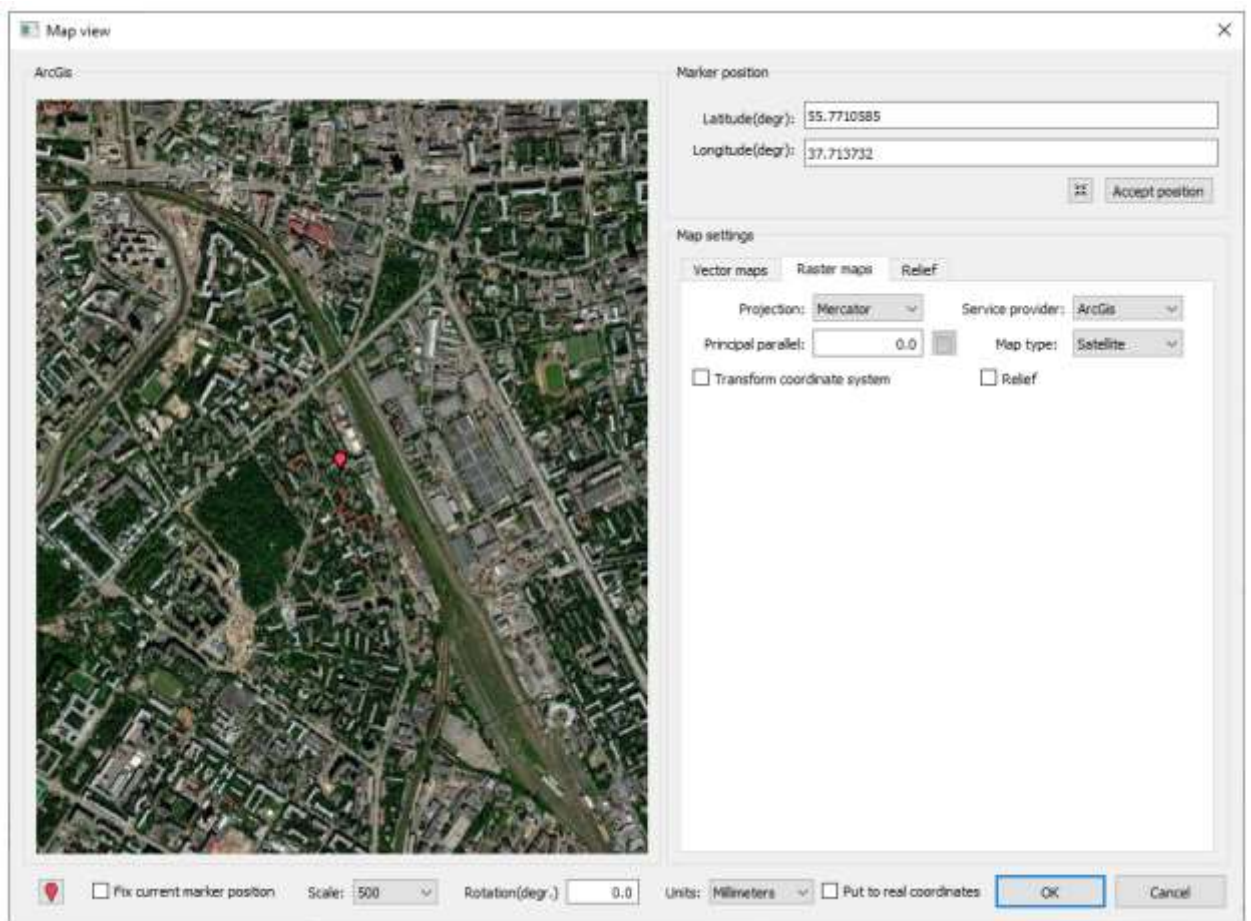 Map view
ArcGis
Marker position
Latitude(degr): 55.7710585
Longitude(degr): 37.713732
Accept position
Map settings
Vector maps Raster maps Relief
Projection: Mercator Service provider: ArcGis
Principal parallel: 0.0 Map type: Satellite
Transform coordinate system Relief
Fix current marker position Scale: 500 Rotation(degr.) 0.0 Units: Millimeters Put to real coordinates OK Cancel